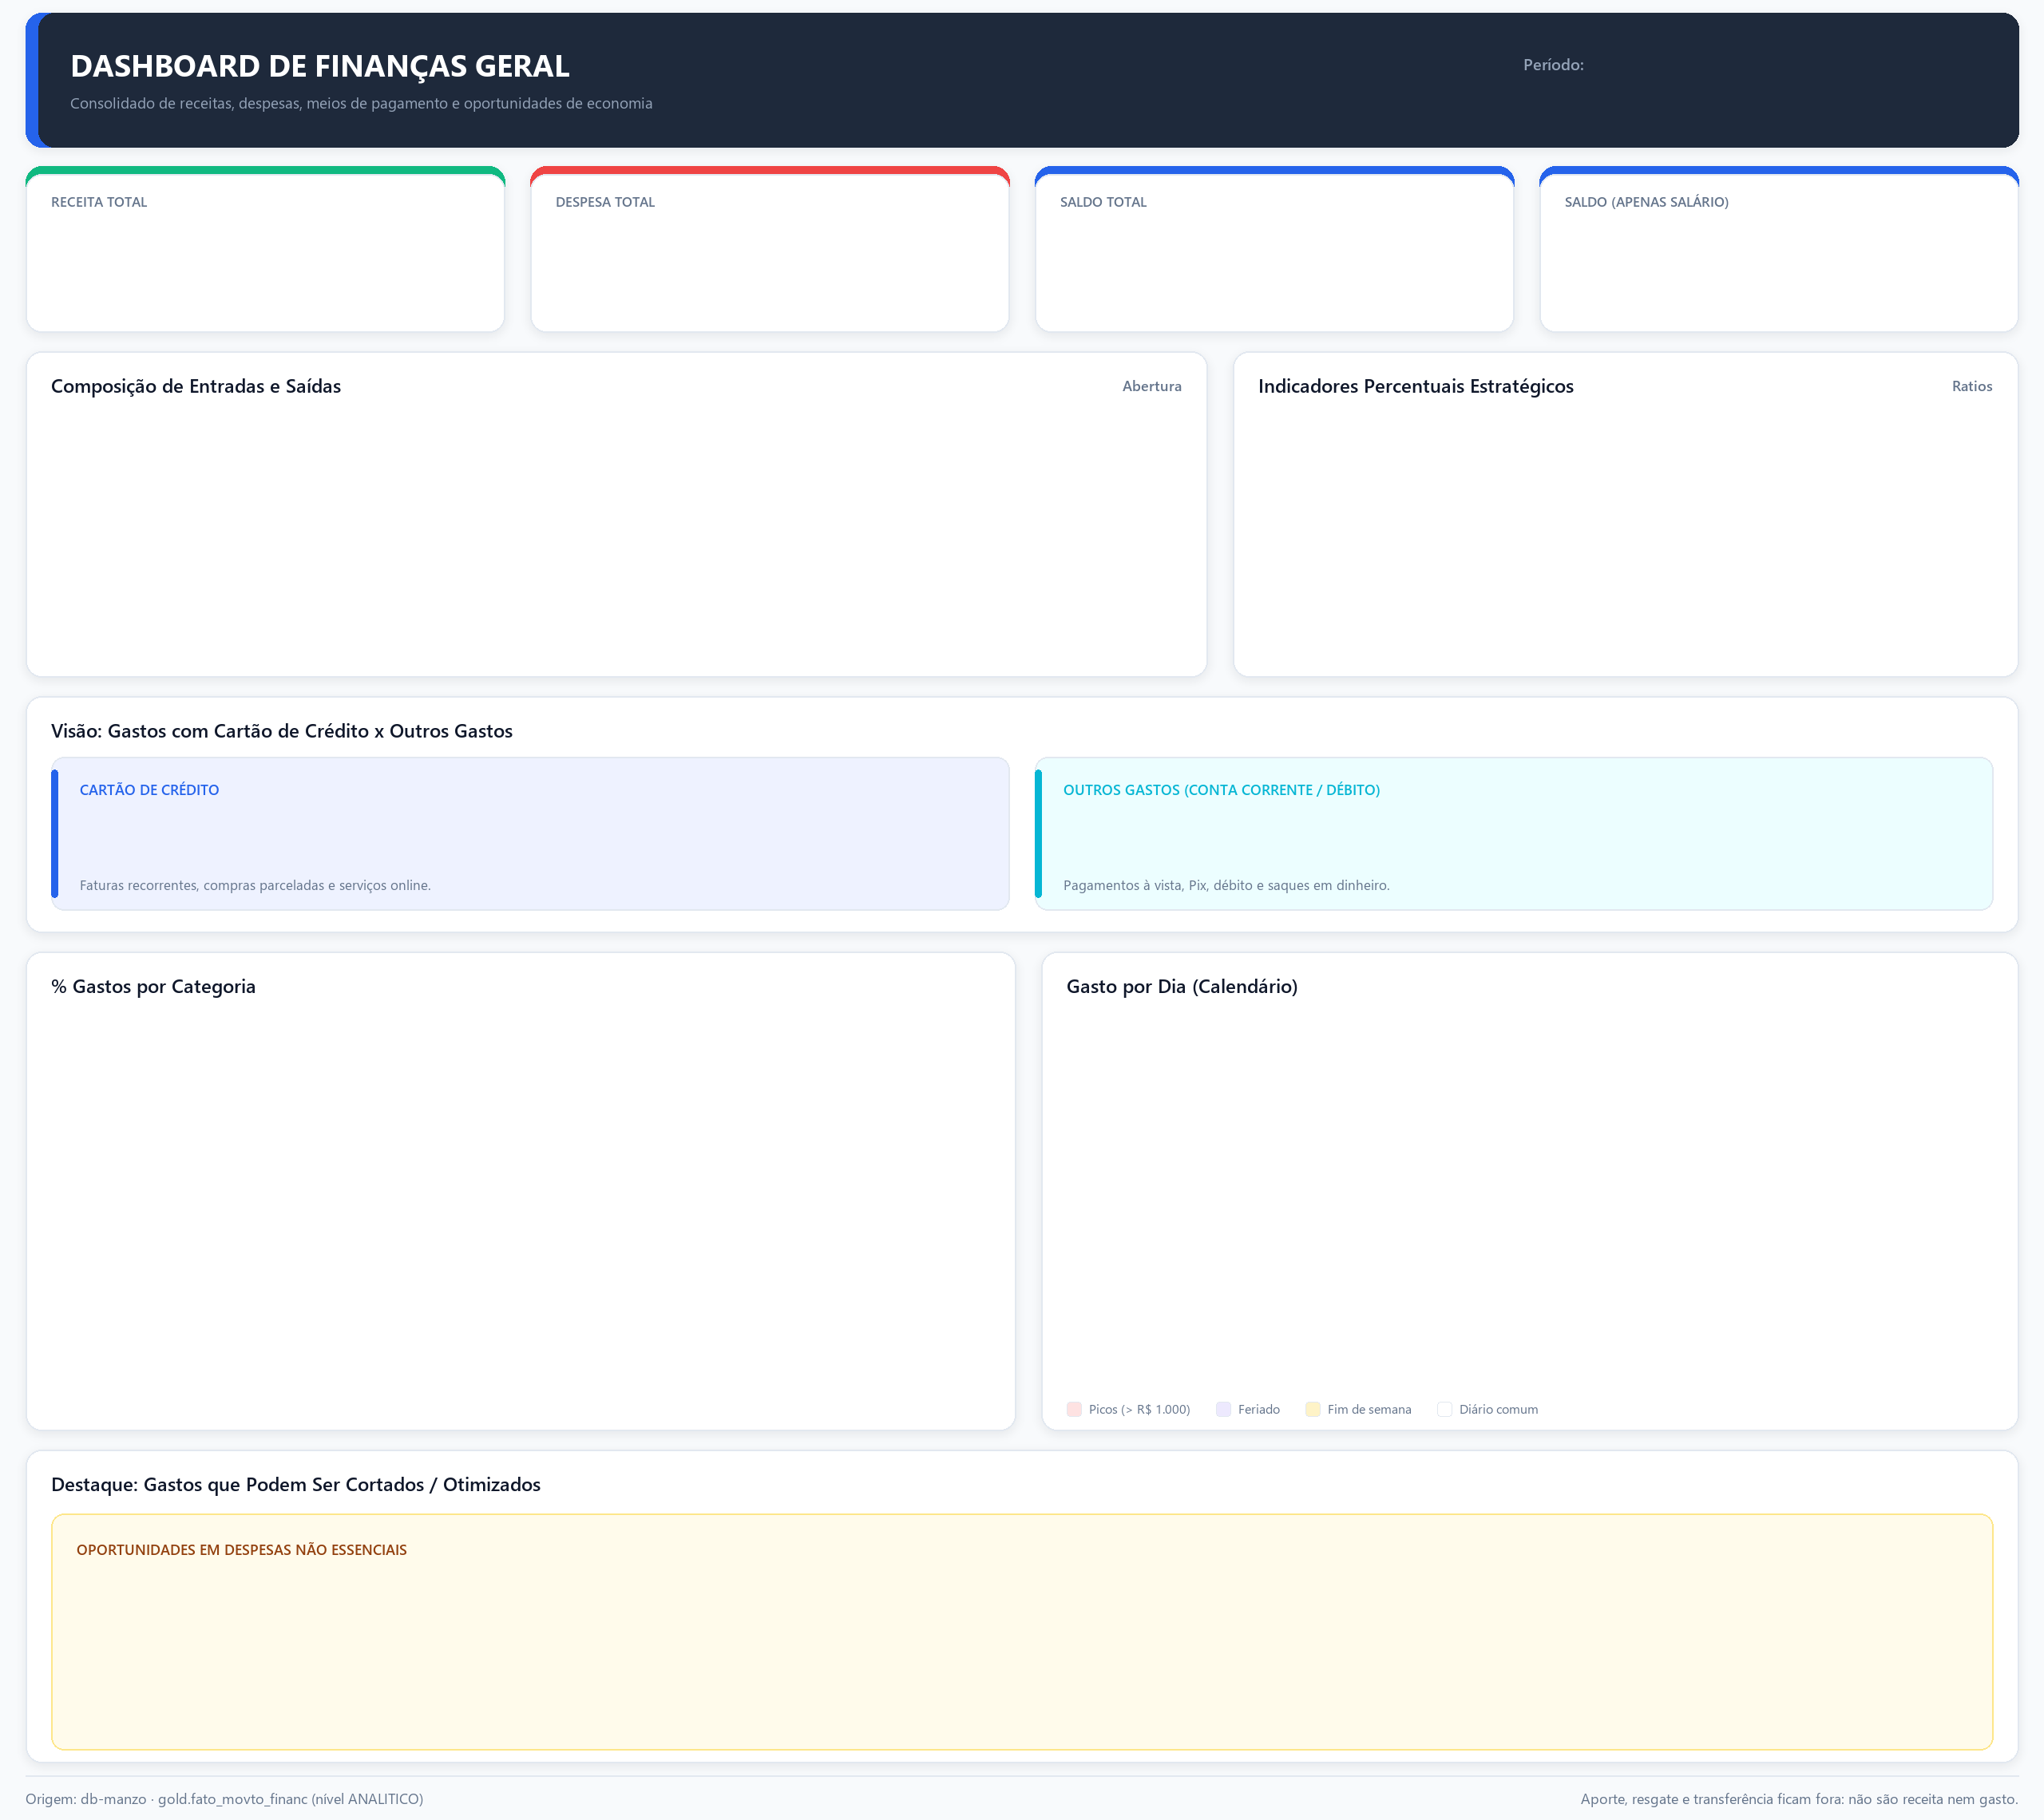 DASHBOARD DE FINANÇAS GERAL
Período:
Consolidado de receitas, despesas, meios de pagamento e oportunidades de economia
RECEITA TOTAL
DESPESA TOTAL
SALDO TOTAL
SALDO (APENAS SALÁRIO)
Composição de Entradas e Saídas
Abertura
Indicadores Percentuais Estratégicos
Ratios
Visão: Gastos com Cartão de Crédito x Outros Gastos
CARTÃO DE CRÉDITO
Faturas recorrentes, compras parceladas e serviços online.
OUTROS GASTOS (CONTA CORRENTE / DÉBITO)
Pagamentos à vista, Pix, débito e saques em dinheiro.
% Gastos por Categoria
Gasto por Dia (Calendário)
Picos (> R$ 1.000)
Feriado
Fim de semana
Diário comum
Destaque: Gastos que Podem Ser Cortados / Otimizados
OPORTUNIDADES EM DESPESAS NÃO ESSENCIAIS
Origem: db-manzo · gold.fato_movto_financ (nível ANALITICO)
Aporte, resgate e transferência ficam fora: não são receita nem gasto.